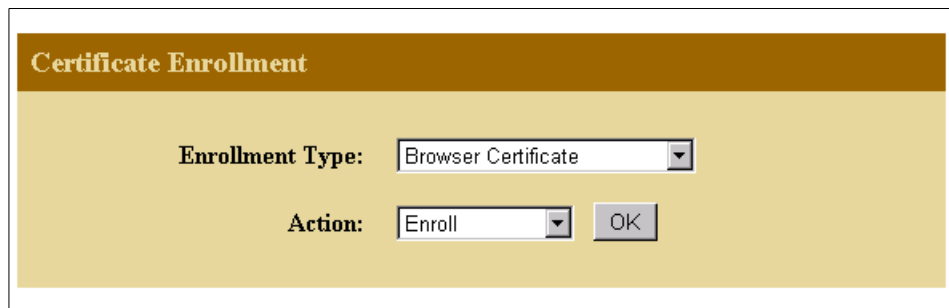 Certificate Enrollment
Enrollment Type: Browser Certificate
Action: Enroll OK